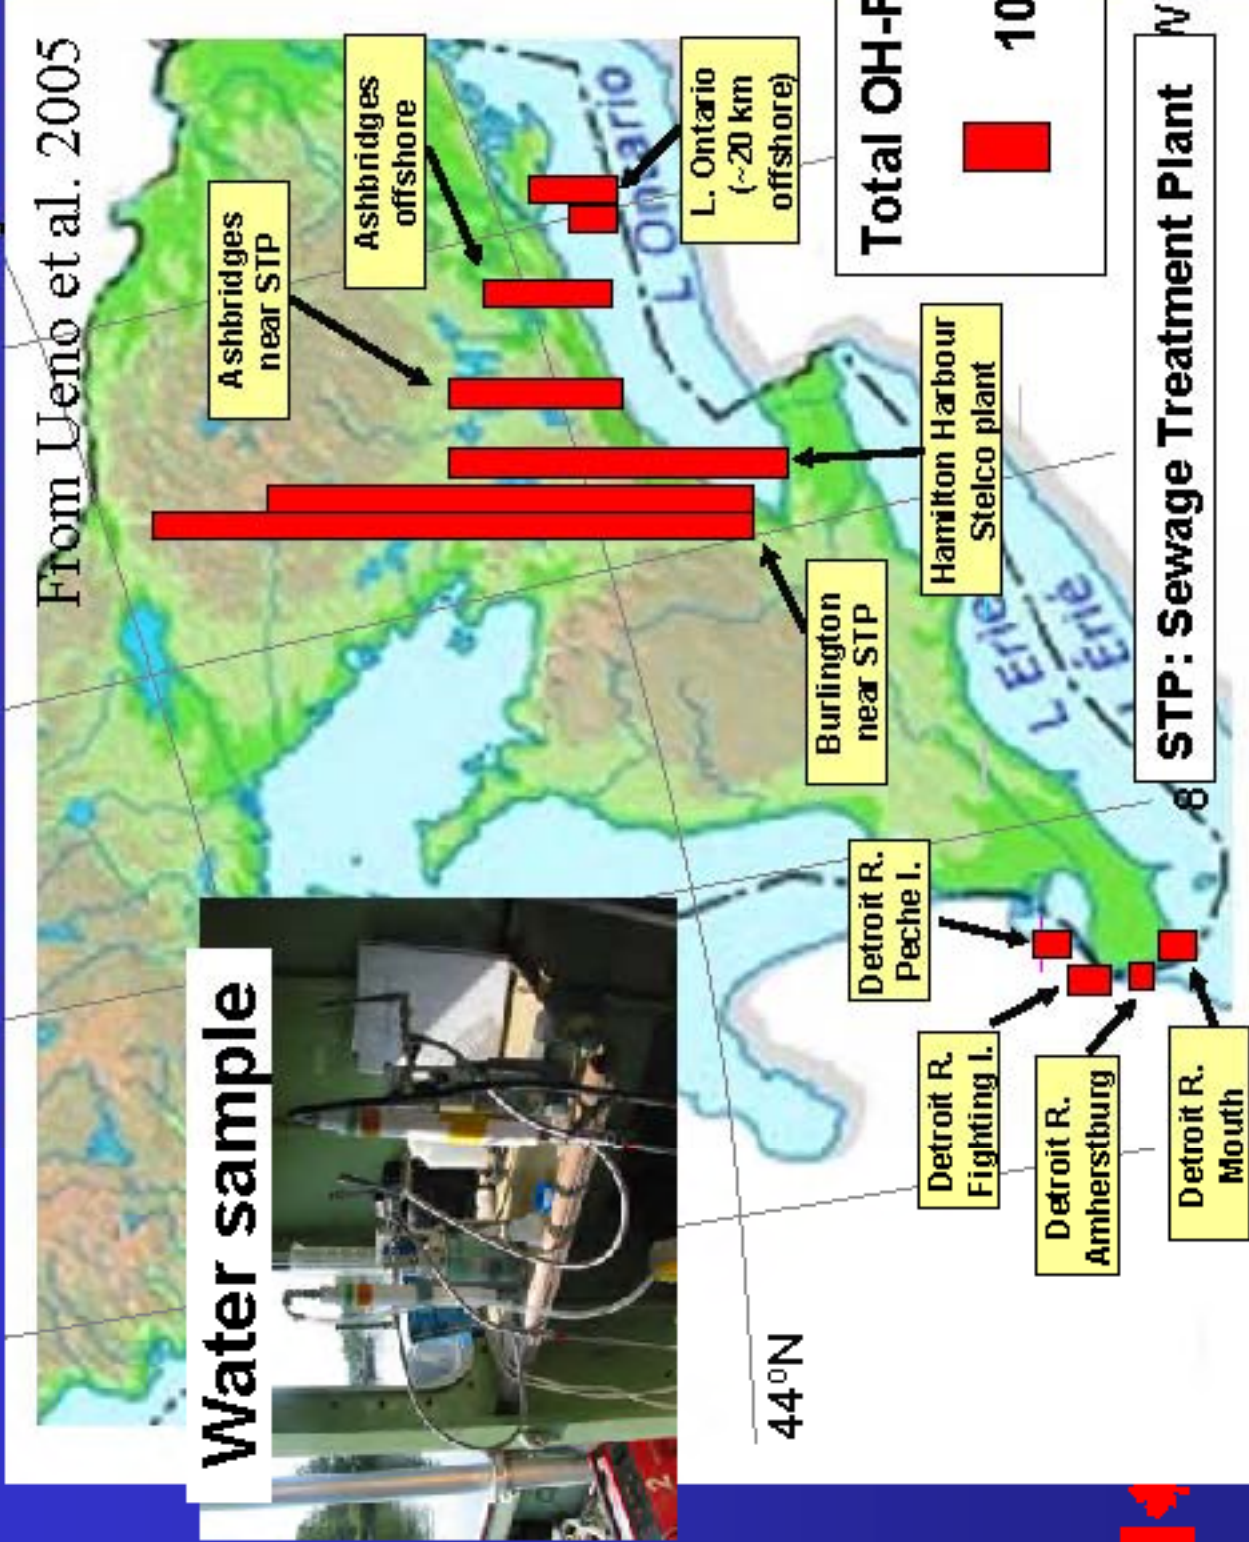 From Ueno et al. 2005
Water sample
Ashbridges
near STP
Ashbridges
offshore
L. Ontario
(~20 km
offshore)
L Ontario
Hamilton Harbour
Stelco plant
Burlington
near STP
L Erie
L Érié
Detroit R.
Peche I.
Detroit R.
Fighting I.
Detroit R.
Amherstburg
Detroit R.
Mouth
44°N
Total OH-P
10
8
W
STP: Sewage Treatment Plant
2